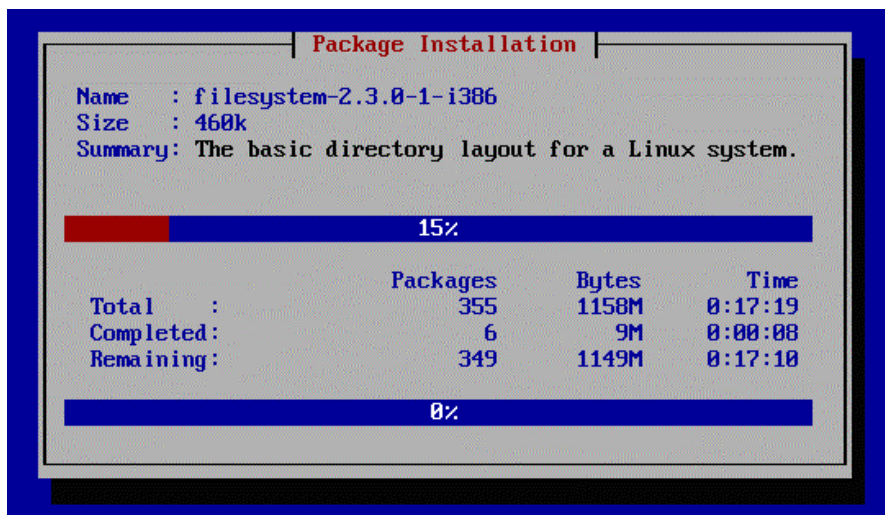 Package Installation
Name : filesystem-2.3.0-1-i386
Size : 460k
Summary: The basic directory layout for a Linux system.
15%
Packages Bytes Time
Total : 355 1158M 0:17:19
Completed: 6 9M 0:00:08
Remaining: 349 1149M 0:17:10
0%